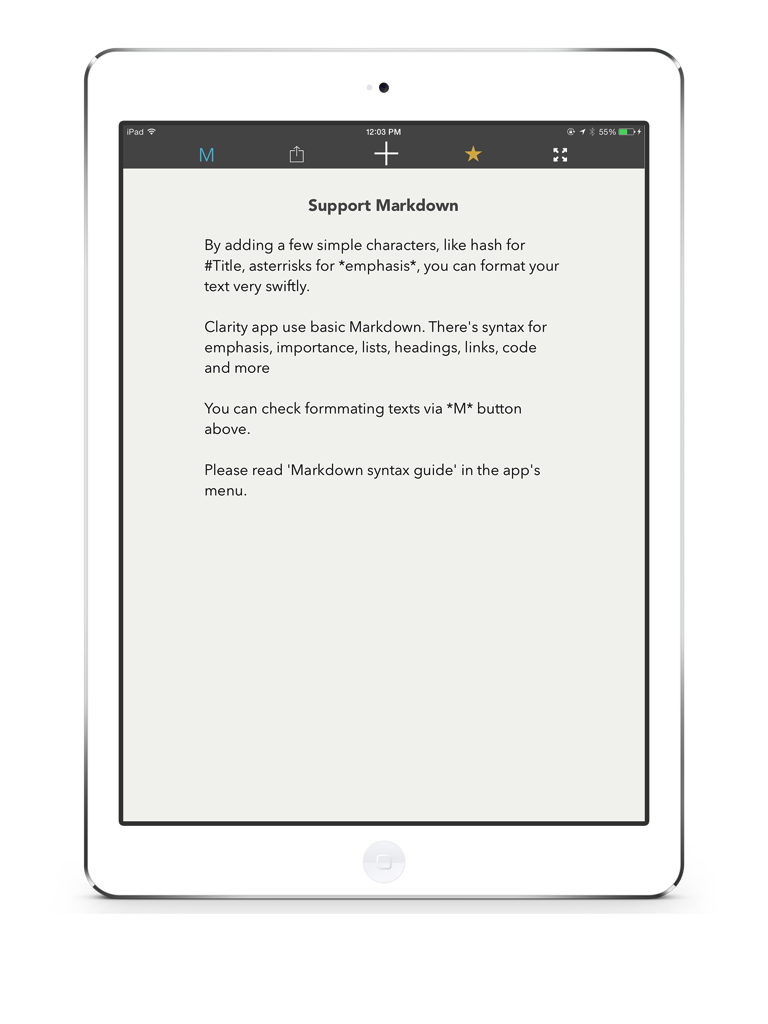 iPad 12:03 PM 55%
M
Support Markdown
By adding a few simple characters, like hash for
#Title, asterrisks for *emphasis*, you can format your
text very swiftly.
Clarity app use basic Markdown. There's syntax for
emphasis, importance, lists, headings, links, code
and more
You can check formmating texts via *M* button
above.
Please read 'Markdown syntax guide' in the app's
menu.